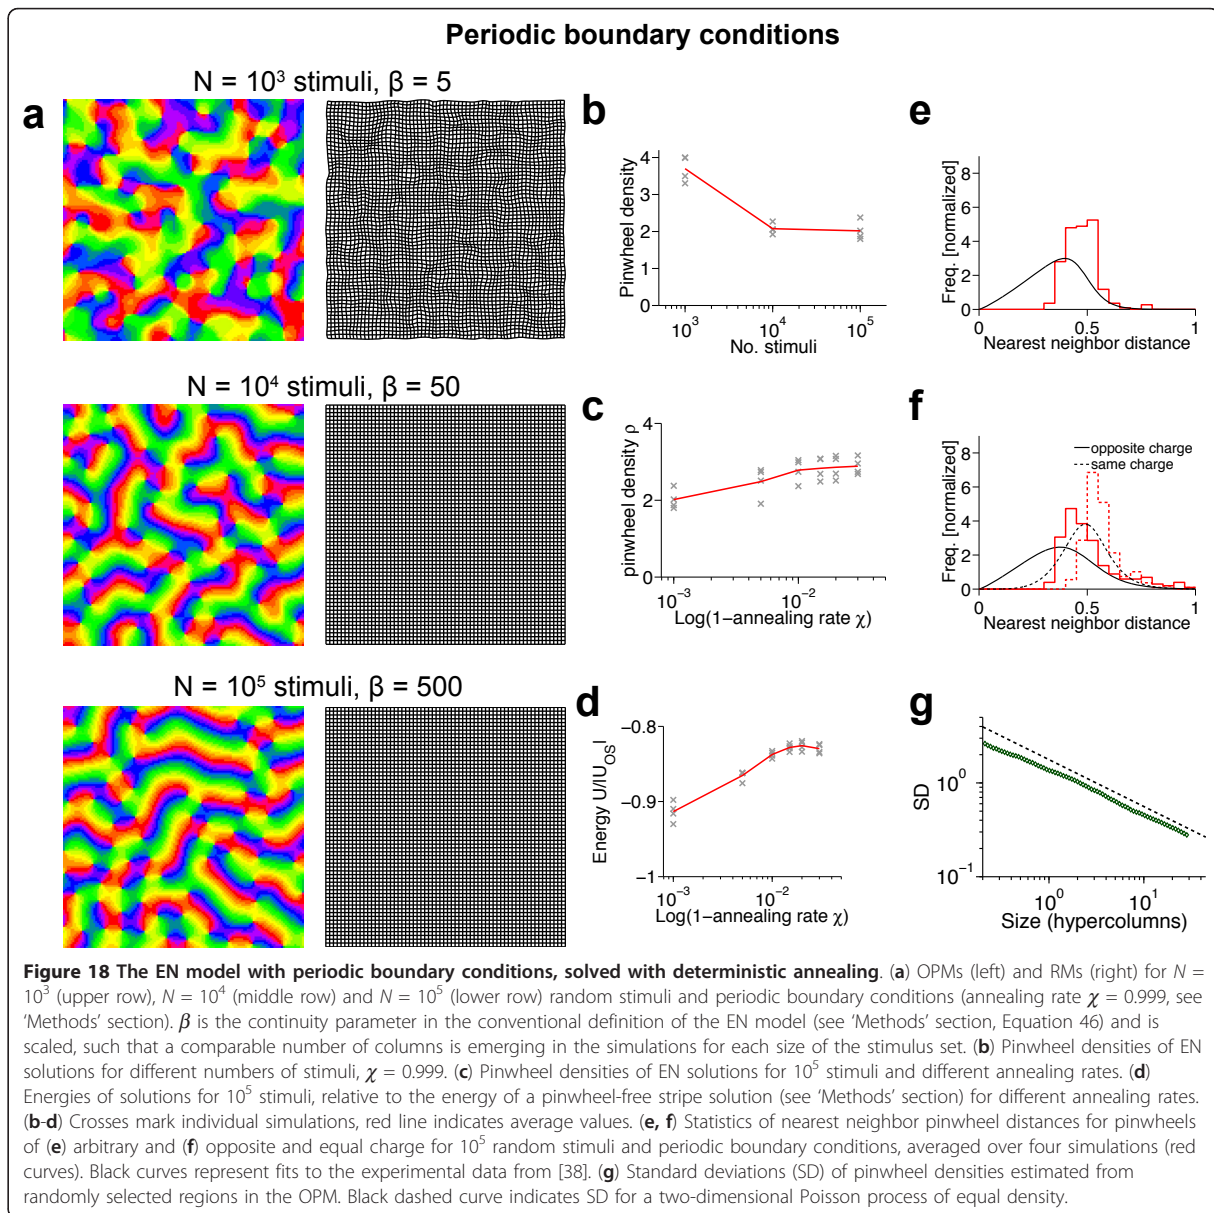 Periodic boundary conditions
N = 10³ stimuli, β = 5
a
b
Pinwheel density
4
3
2
1
0
10³ 10⁴ 10⁵
No. stimuli
e
Freq. [normalized]
8
6
4
2
0
0 0.5 1
Nearest neighbor distance
N = 10⁴ stimuli, β = 50
c
pinwheel density ρ
4
2
0
10⁻³ 10⁻²
Log(1−annealing rate χ)
f
opposite charge
same charge
Freq. [normalized]
8
6
4
2
0
0 0.5 1
Nearest neighbor distance
N = 10⁵ stimuli, β = 500
d
Energy U/|U_OS|
−0.8
−0.9
−1
10⁻³ 10⁻²
Log(1−annealing rate χ)
g
SD
10⁰
10⁻¹
10⁰ 10¹
Size (hypercolumns)
Figure 18 The EN model with periodic boundary conditions, solved with deterministic annealing. (a) OPMs (left) and RMs (right) for N =
10³ (upper row), N = 10⁴ (middle row) and N = 10⁵ (lower row) random stimuli and periodic boundary conditions (annealing rate χ = 0.999, see
'Methods' section). β is the continuity parameter in the conventional definition of the EN model (see 'Methods' section, Equation 46) and is
scaled, such that a comparable number of columns is emerging in the simulations for each size of the stimulus set. (b) Pinwheel densities of EN
solutions for different numbers of stimuli, χ = 0.999. (c) Pinwheel densities of EN solutions for 10⁵ stimuli and different annealing rates. (d)
Energies of solutions for 10⁵ stimuli, relative to the energy of a pinwheel-free stripe solution (see 'Methods' section) for different annealing rates.
(b-d) Crosses mark individual simulations, red line indicates average values. (e, f) Statistics of nearest neighbor pinwheel distances for pinwheels
of (e) arbitrary and (f) opposite and equal charge for 10⁵ random stimuli and periodic boundary conditions, averaged over four simulations (red
curves). Black curves represent fits to the experimental data from [38]. (g) Standard deviations (SD) of pinwheel densities estimated from
randomly selected regions in the OPM. Black dashed curve indicates SD for a two-dimensional Poisson process of equal density.